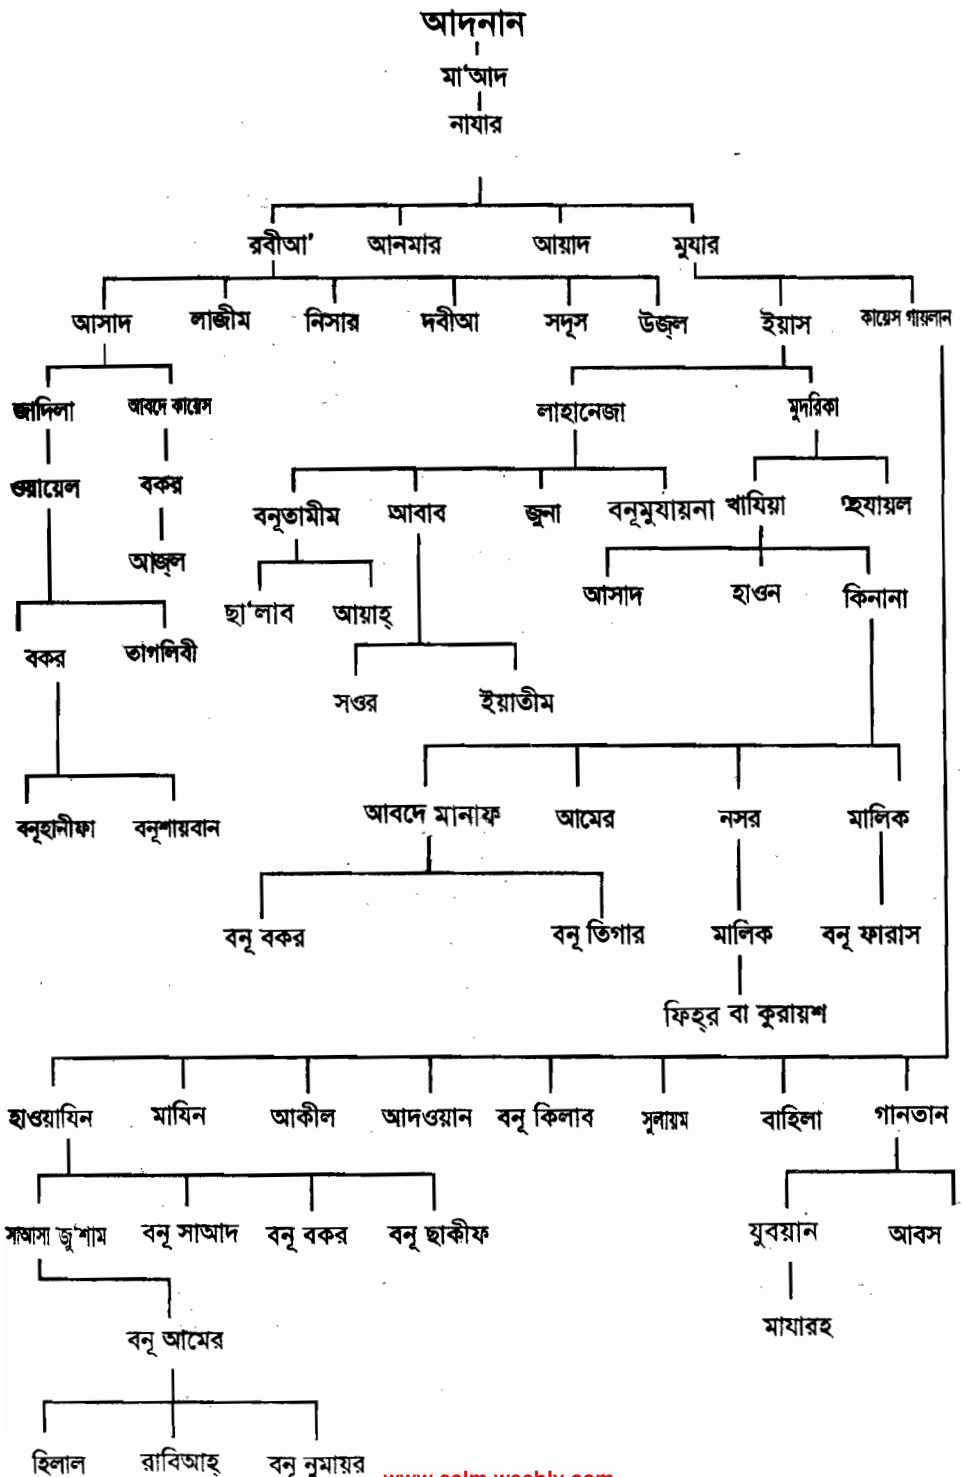 আদনান
মা'আদ
নাযার
রবীআ' আনমার আয়াদ মুযার
আসাদ লাজীম নিসার দবীআ সদূস উজ্‌ল ইয়াস কায়েস গায়লান
জাদিলা আবদে কায়েস লাহানেজা মুদরিকা
ওয়ায়েল বকর বনূতামীম আবাব জুনা বনূমুযায়না খাযিয়া হুযায়ল
আজ্‌ল আসাদ হাওন কিনানা
ছা'লাব আয়াহ্
বকর তাগলিবী
সওর ইয়াতীম
বনূহানীফা বনূশায়বান আবদে মানাফ আমের নসর মালিক
বনূ বকর বনূ তিগার মালিক বনূ ফারাস
ফিহ্‌র বা কুরায়শ
হাওয়াযিন মাযিন আকীল আদওয়ান বনূ কিলাব সুলায়ম বাহিলা গানতান
সাআসা জু'শাম বনূ সাআদ বনূ বকর বনূ ছাকীফ যুবয়ান আবস
মাযারহ
বনূ আমের
হিলাল রাবিআহ্ বনূ নুমায়র